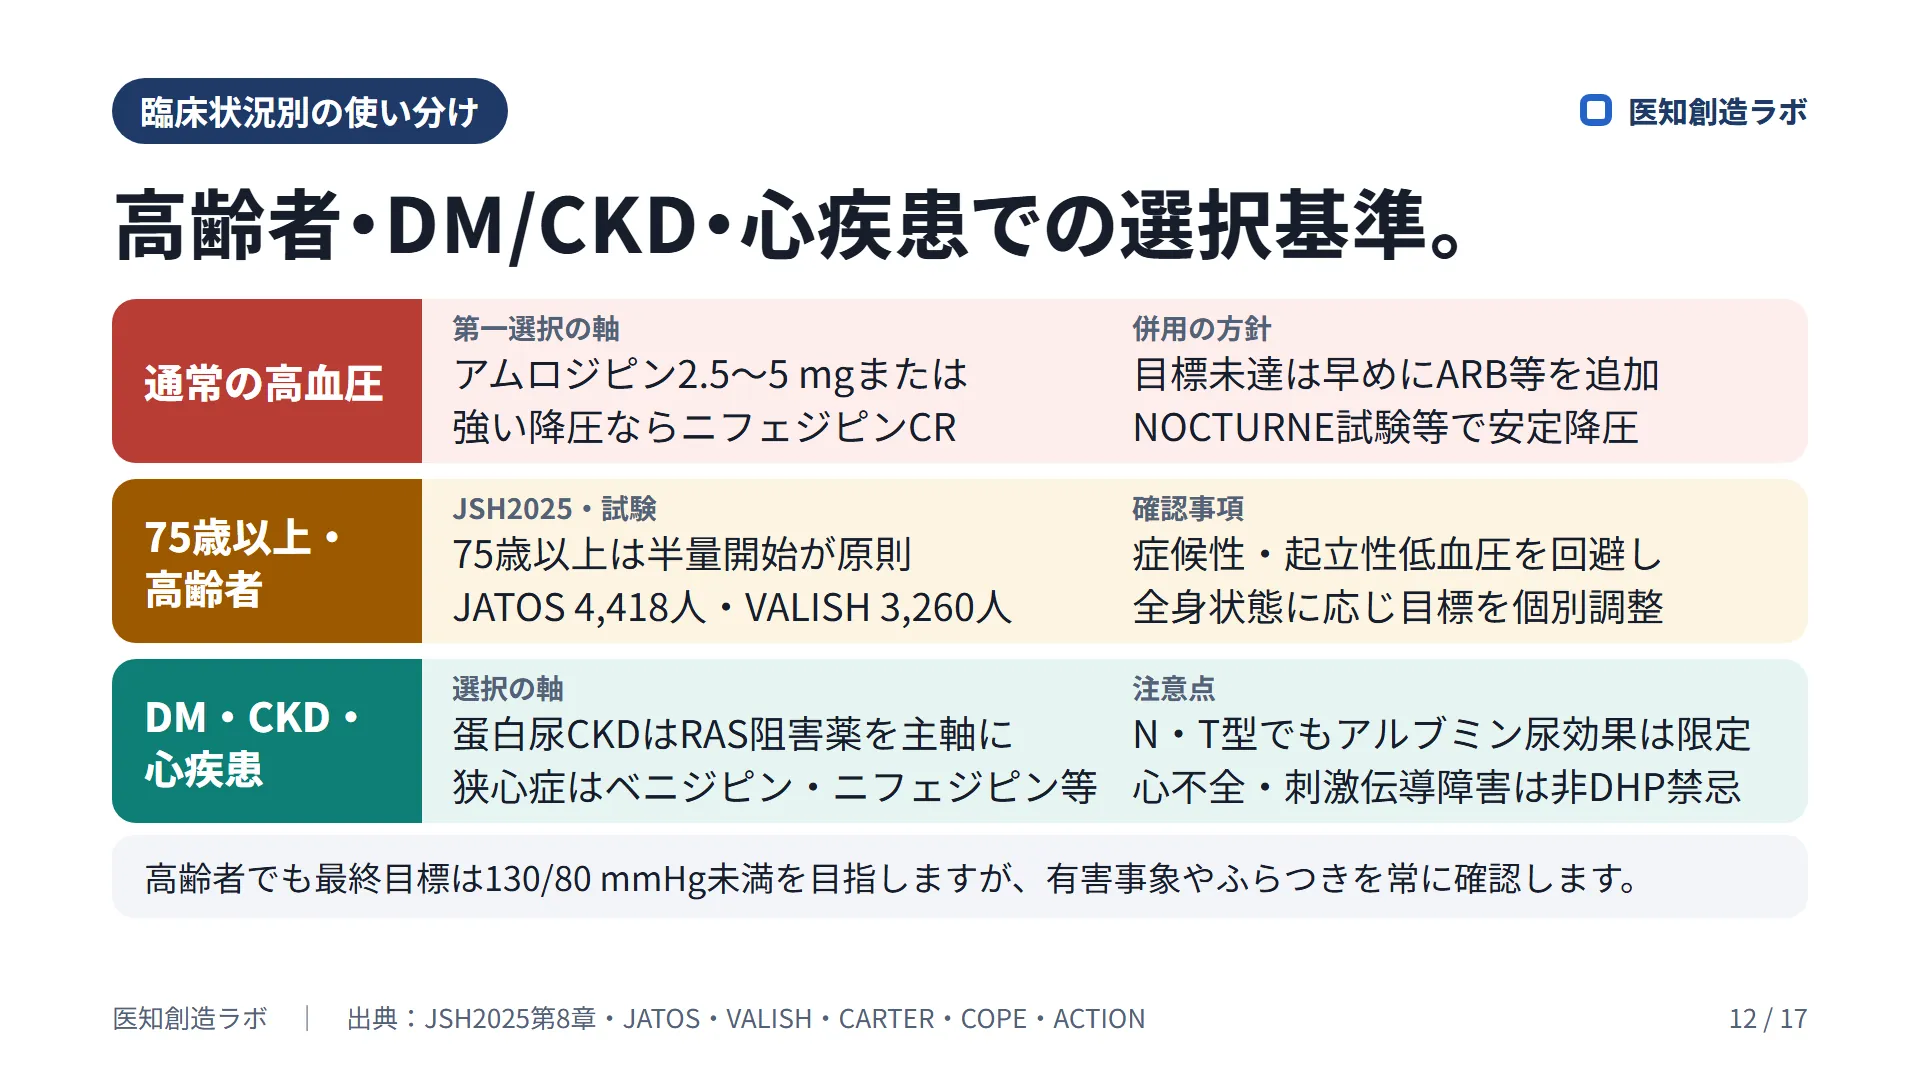 臨床状況別の使い分け
医知創造ラボ
高齢者・DM/CKD・心疾患での選択基準。
通常の高血圧
第一選択の軸
アムロジピン2.5〜5 mgまたは
強い降圧ならニフェジピンCR
併用の方針
目標未達は早めにARB等を追加
NOCTURNE試験等で安定降圧
75歳以上・
高齢者
JSH2025・試験
75歳以上は半量開始が原則
JATOS 4,418人・VALISH 3,260人
確認事項
症候性・起立性低血圧を回避し
全身状態に応じ目標を個別調整
DM・CKD・
心疾患
選択の軸
蛋白尿CKDはRAS阻害薬を主軸に
狭心症はベニジピン・ニフェジピン等
注意点
N・T型でもアルブミン尿効果は限定
心不全・刺激伝導障害は非DHP禁忌
高齢者でも最終目標は130/80 mmHg未満を目指しますが、有害事象やふらつきを常に確認します。
医知創造ラボ ｜ 出典：JSH2025第8章・JATOS・VALISH・CARTER・COPE・ACTION
12 / 17